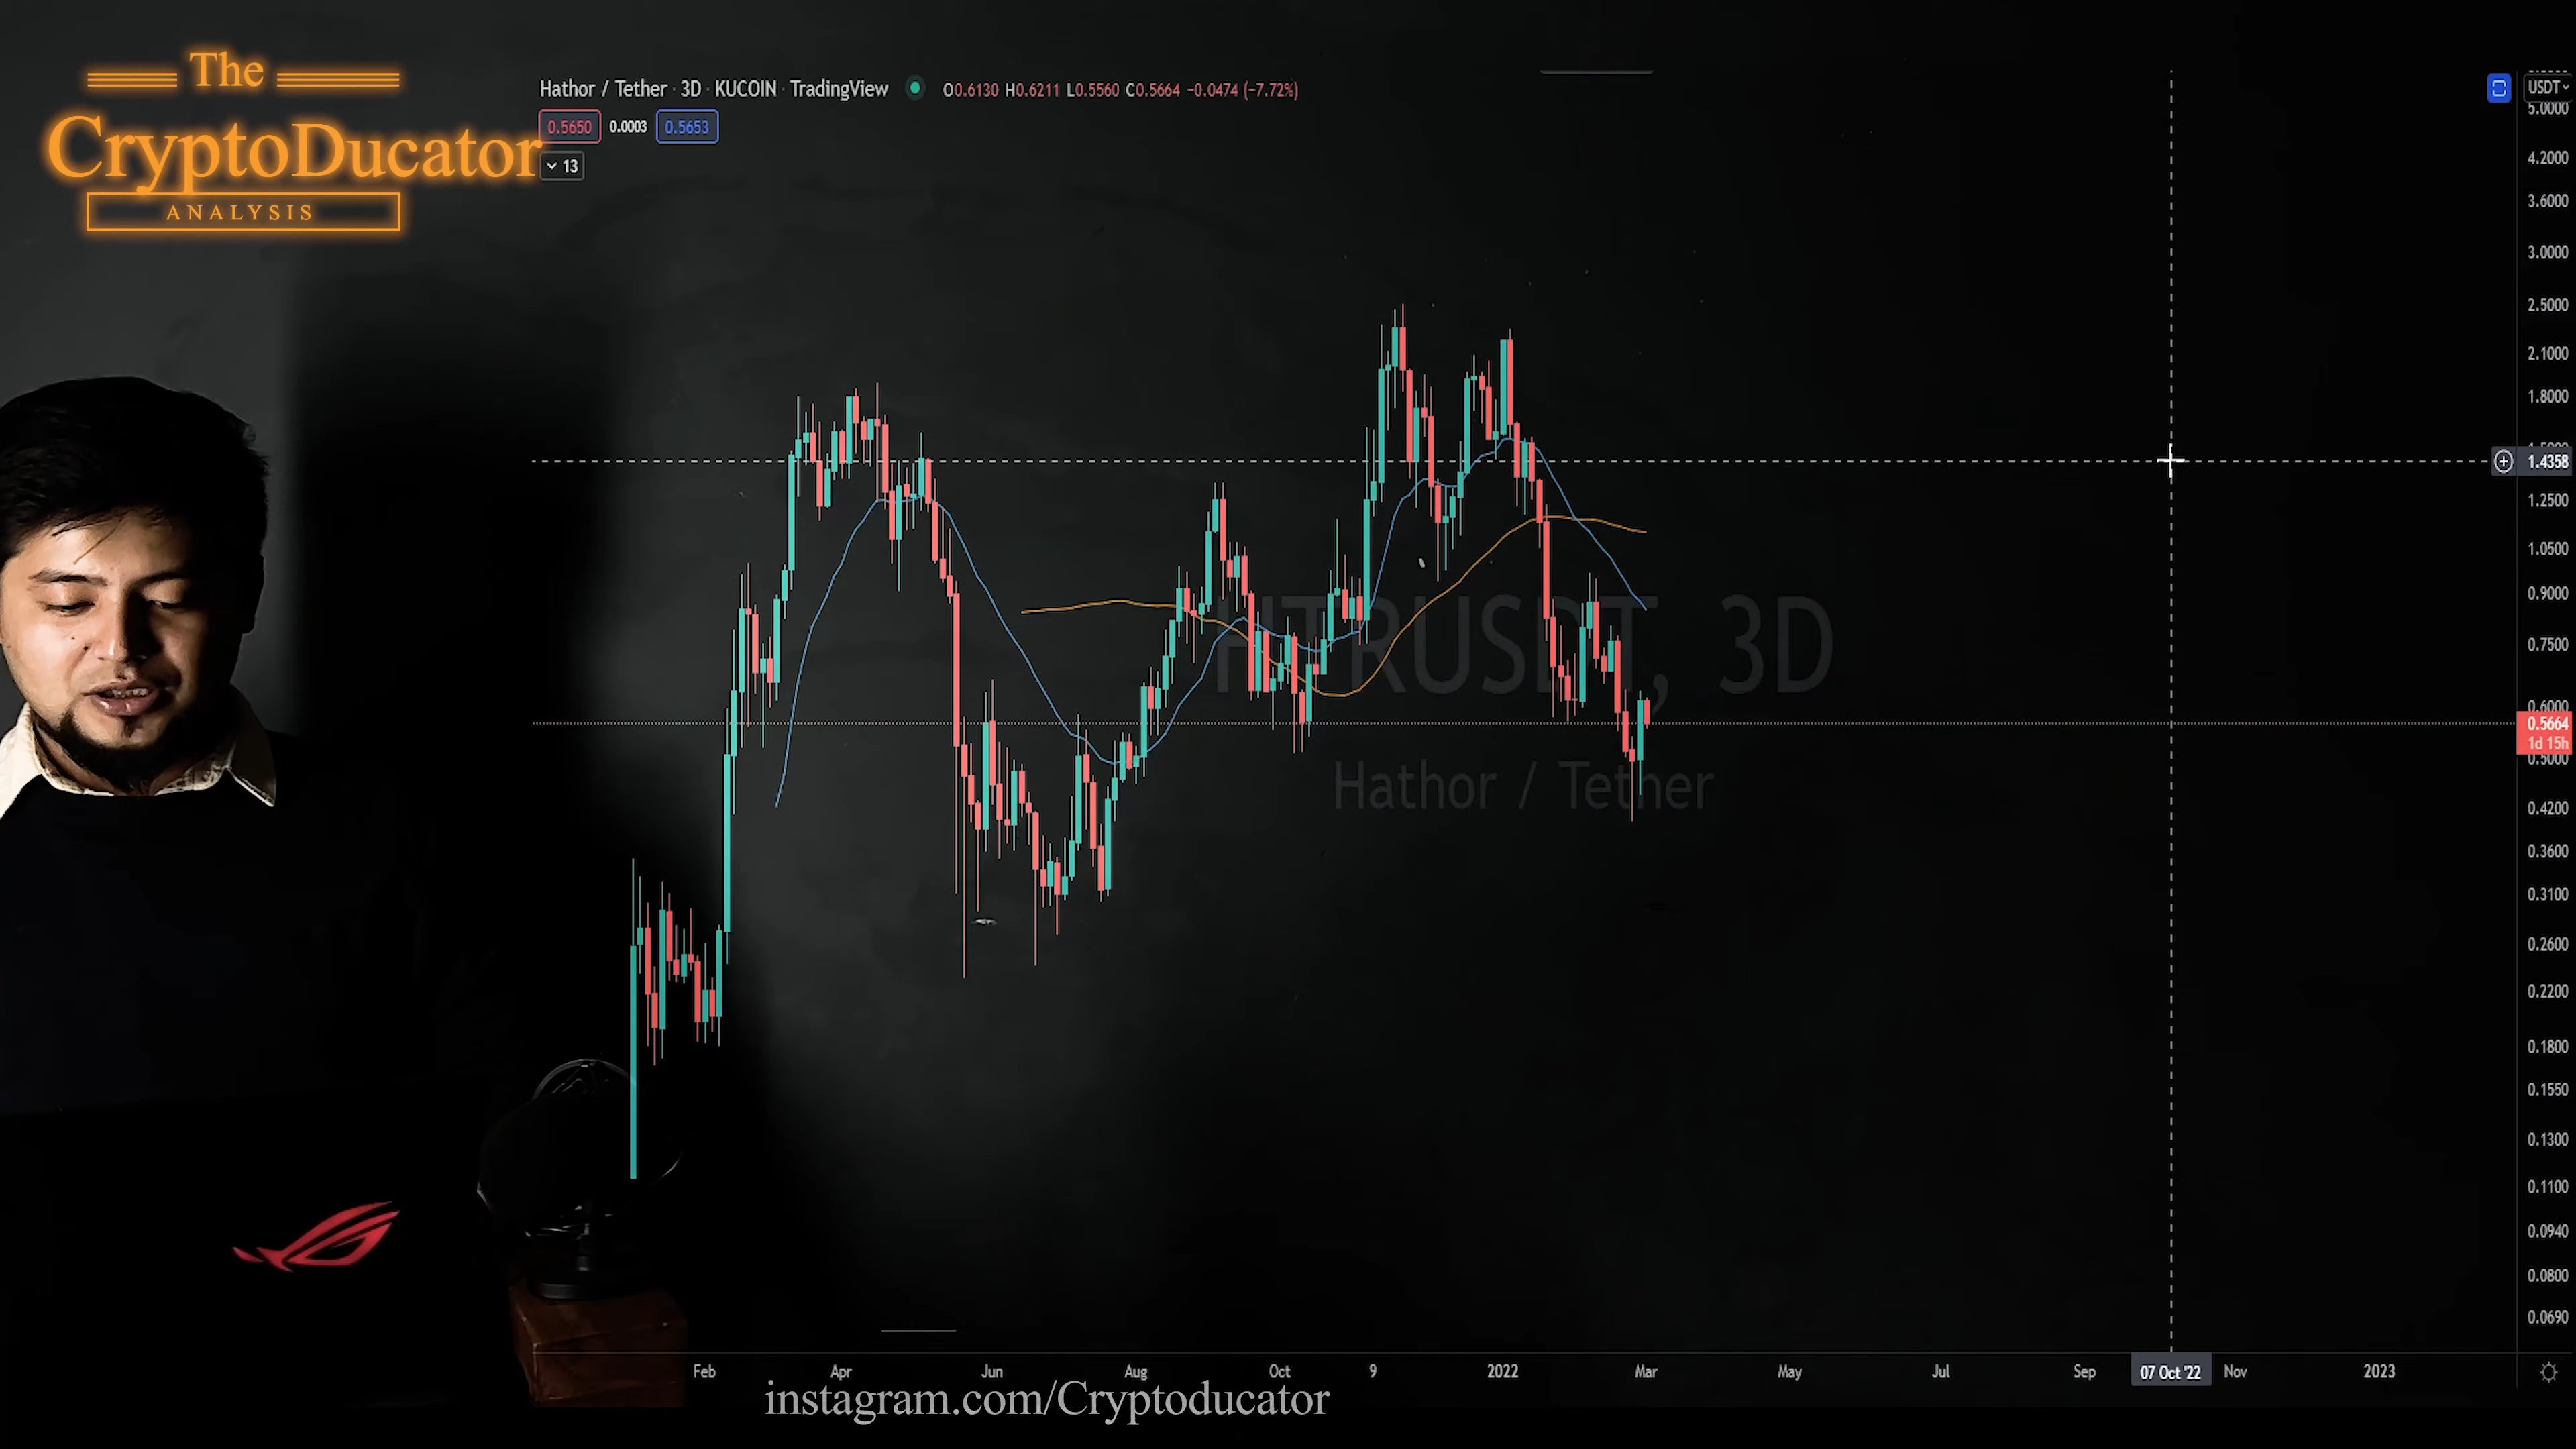 The
CryptoDucator
ANALYSIS
Hathor / Tether · 3D · KUCOIN · TradingView O0.6130 H0.6211 L0.5560 C0.5664 −0.0474 (−7.72%)
0.5650 0.0003 0.5653
13
USDT
5.0000
4.2000
3.6000
3.0000
2.5000
2.1000
1.8000
1.4358
1.2500
1.0500
0.9000
0.7500
0.6000
0.5664
1d 15h
0.5000
0.4200
0.3600
0.3100
0.2600
0.2200
0.1800
0.1550
0.1300
0.1100
0.0940
0.0800
0.0690
HTRUSDT, 3D
Hathor / Tether
Feb Apr Jun Aug Oct 9 2022 Mar May Jul Sep 07 Oct '22 Nov 2023
instagram.com/Cryptoducator